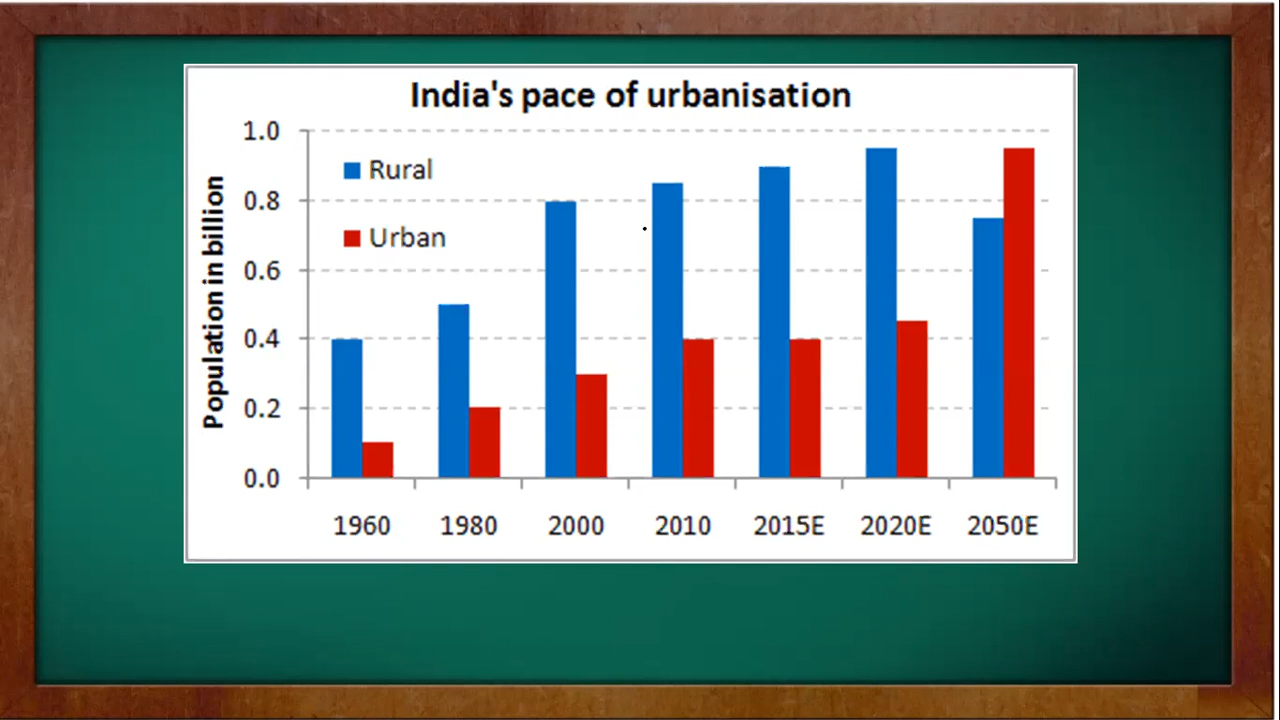 India's pace of urbanisation
Population in billion
1.0
0.8
0.6
0.4
0.2
0.0
Rural
Urban
1960 1980 2000 2010 2015E 2020E 2050E